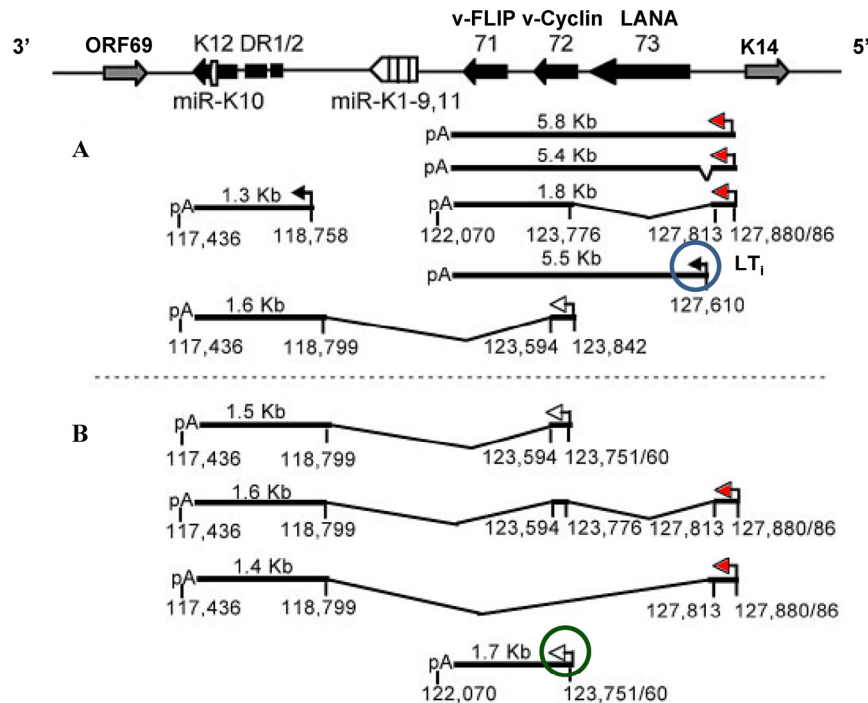 v-FLIP v-Cyclin LANA
3’ ORF69 K12 DR1/2 71 72 73 K14 5’
miR-K10 miR-K1-9,11
A
pA 5.8 Kb
pA 5.4 Kb
pA 1.3 Kb pA 1.8 Kb
117,436 118,758 122,070 123,776 127,813 127,880/86
pA 5.5 Kb LTi
127,610
pA 1.6 Kb
117,436 118,799 123,594 123,842
B
pA 1.5 Kb
117,436 118,799 123,594 123,751/60
pA 1.6 Kb
117,436 118,799 123,594 123,776 127,813 127,880/86
pA 1.4 Kb
117,436 118,799 127,813 127,880/86
pA 1.7 Kb
122,070 123,751/60